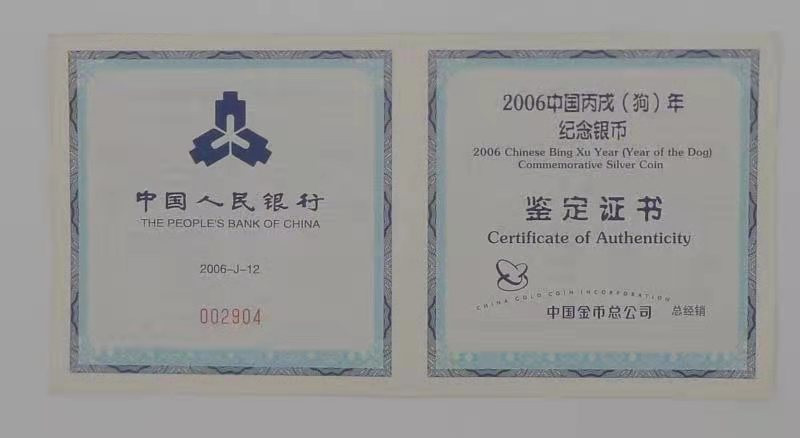 中国人民银行
THE PEOPLE'S BANK OF CHINA
2006-J-12
002904
2006中国丙戌（狗）年
纪念银币
2006 Chinese Bing Xu Year (Year of the Dog)
Commemorative Silver Coin
鉴定证书
Certificate of Authenticity
CHINA GOLD COIN INCORPORATION
中国金币总公司 总经销